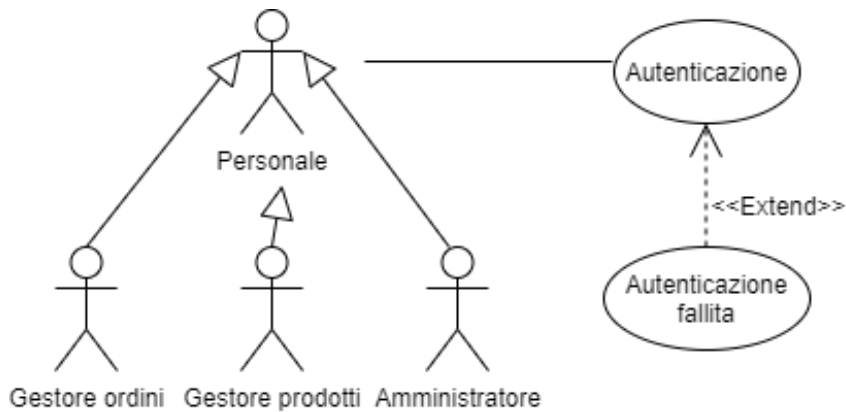 Autenticazione
Personale
<<Extend>>
Autenticazione
fallita
Gestore ordini
Gestore prodotti
Amministratore